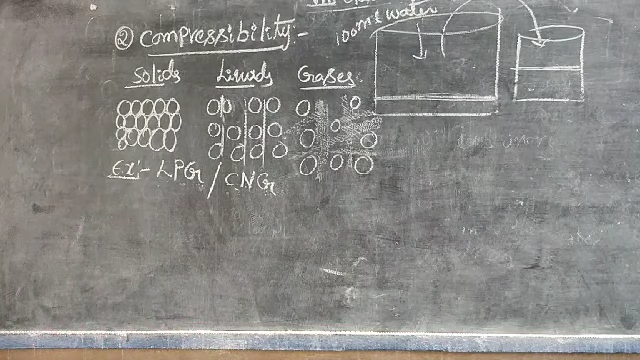 100ml water
② Compressibility:-
Solids Liquids Gases
Ex:- LPG / CNG